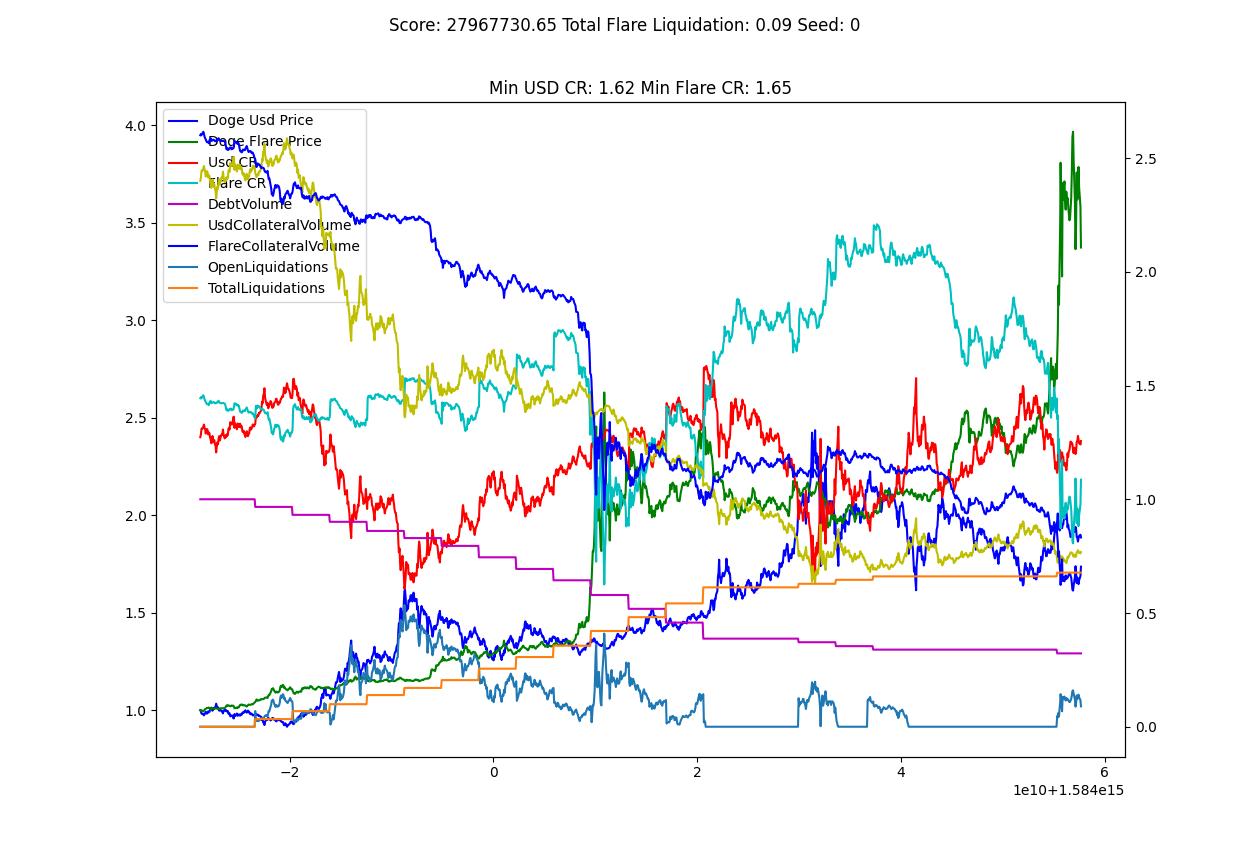 Score: 27967730.65 Total Flare Liquidation: 0.09 Seed: 0
Min USD CR: 1.62 Min Flare CR: 1.65
Doge Usd Price
Doge Flare Price
Usd CR
Flare CR
DebtVolume
UsdCollateralVolume
FlareCollateralVolume
OpenLiquidations
TotalLiquidations
4.0
3.5
3.0
2.5
2.0
1.5
1.0
2.5
2.0
1.5
1.0
0.5
0.0
−2
0
2
4
6
1e10+1.584e15